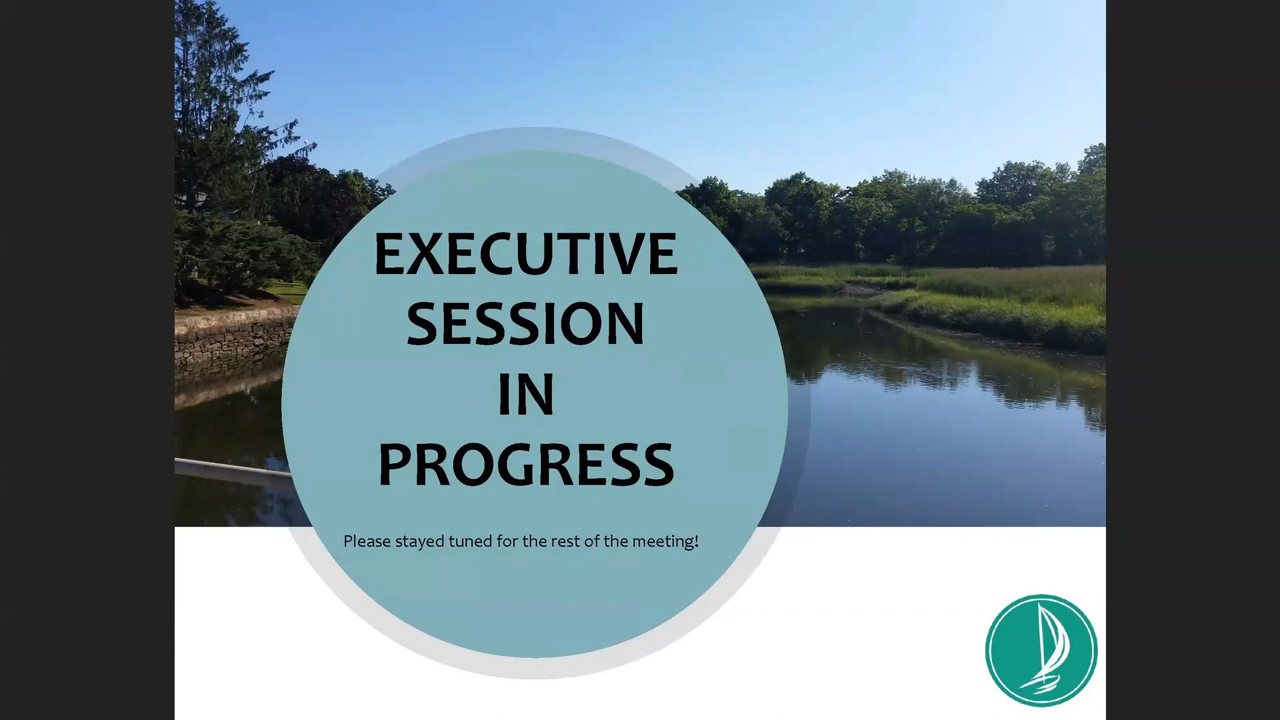 EXECUTIVE
SESSION
IN
PROGRESS
Please stayed tuned for the rest of the meeting!